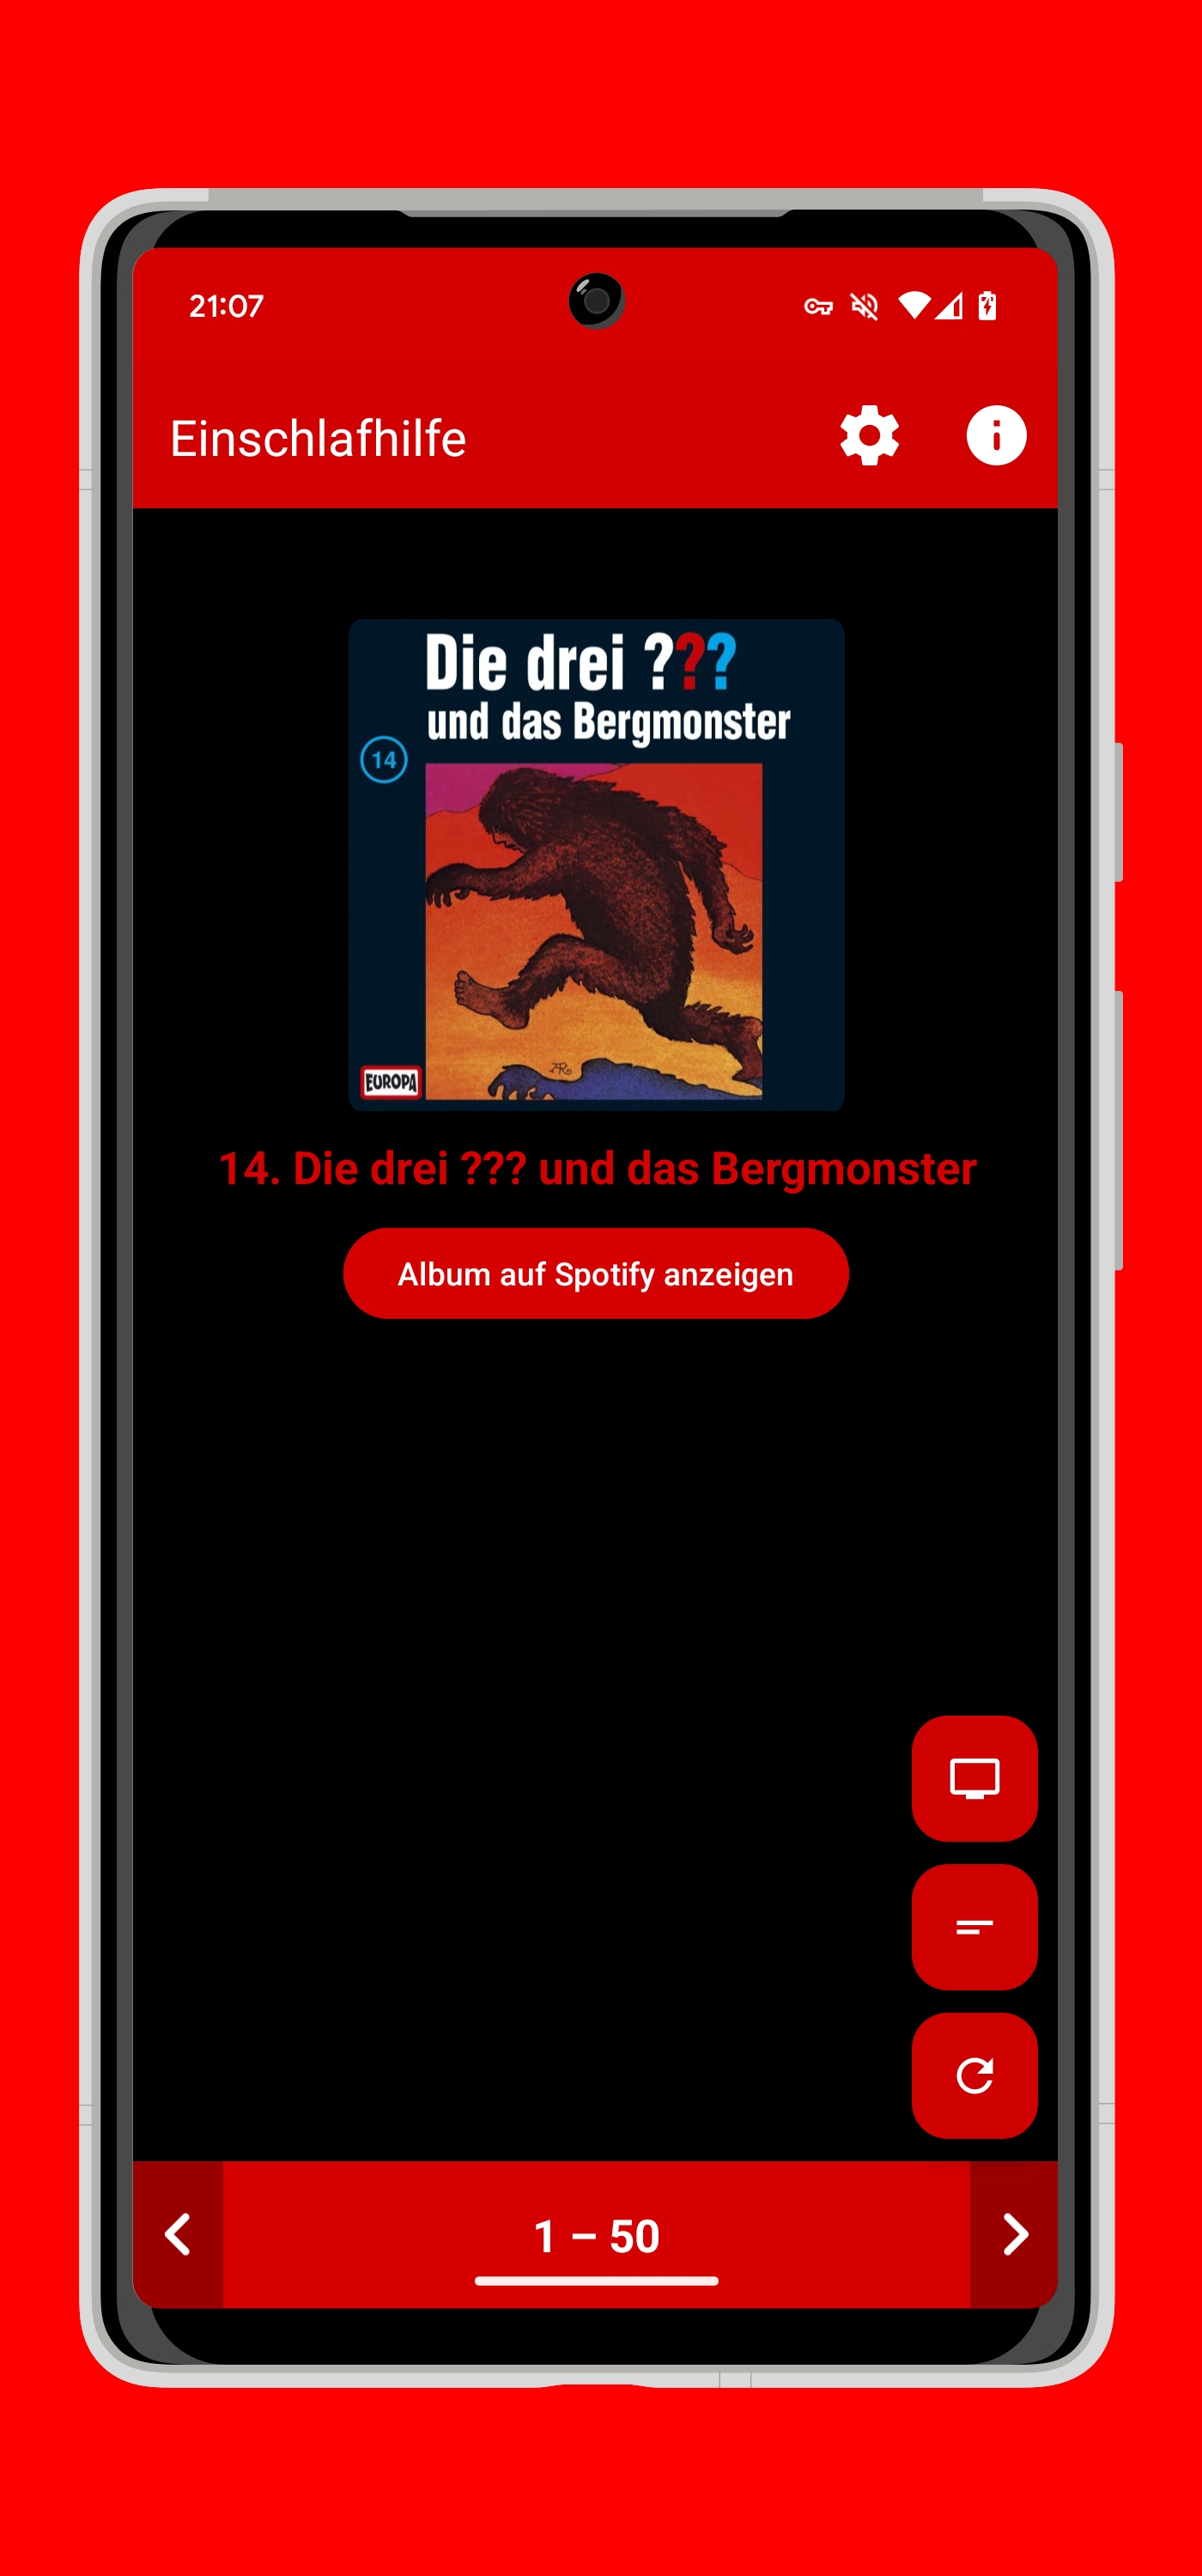 21:07
Einschlafhilfe
Die drei ???
und das Bergmonster
14
EUROPA
14. Die drei ??? und das Bergmonster
Album auf Spotify anzeigen
1 – 50